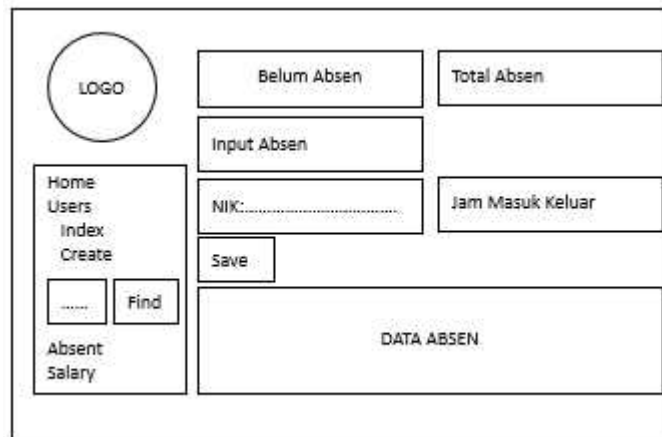 LOGO
Home
Users
Index
Create
...... Find
Absent
Salary
Belum Absen
Total Absen
Input Absen
NIK:......................................
Jam Masuk Keluar
Save
DATA ABSEN